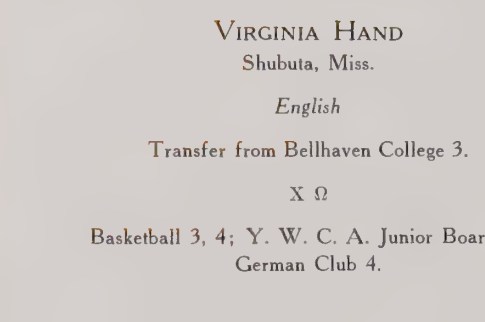 Virginia Hand
Shubuta, Miss.
English
Transfer from Bellhaven College 3.
Χ Ω
Basketball 3, 4; Y. W. C. A. Junior Boar
German Club 4.